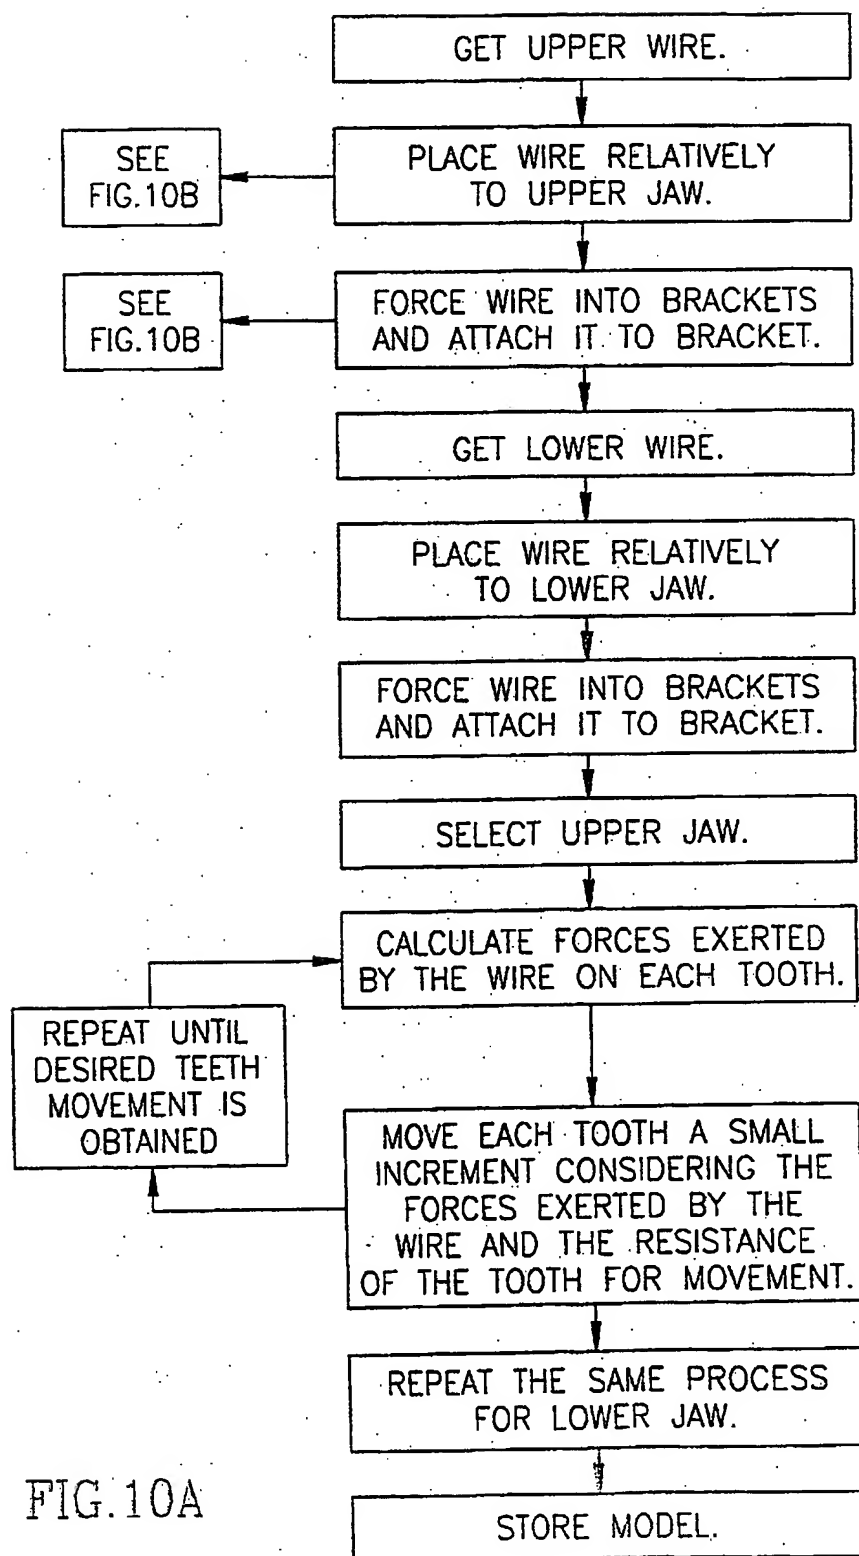 GET UPPER WIRE.
SEE
FIG.10B
PLACE WIRE RELATIVELY
TO UPPER JAW.
SEE
FIG.10B
FORCE WIRE INTO BRACKETS
AND ATTACH IT TO BRACKET.
GET LOWER WIRE.
PLACE WIRE RELATIVELY
TO LOWER JAW.
FORCE WIRE INTO BRACKETS
AND ATTACH IT TO BRACKET.
SELECT UPPER JAW.
CALCULATE FORCES EXERTED
BY THE WIRE ON EACH TOOTH.
REPEAT UNTIL
DESIRED TEETH
MOVEMENT IS
OBTAINED
MOVE EACH TOOTH A SMALL
INCREMENT CONSIDERING THE
FORCES EXERTED BY THE
WIRE AND THE RESISTANCE
OF THE TOOTH FOR MOVEMENT.
REPEAT THE SAME PROCESS
FOR LOWER JAW.
STORE MODEL.
FIG.10A